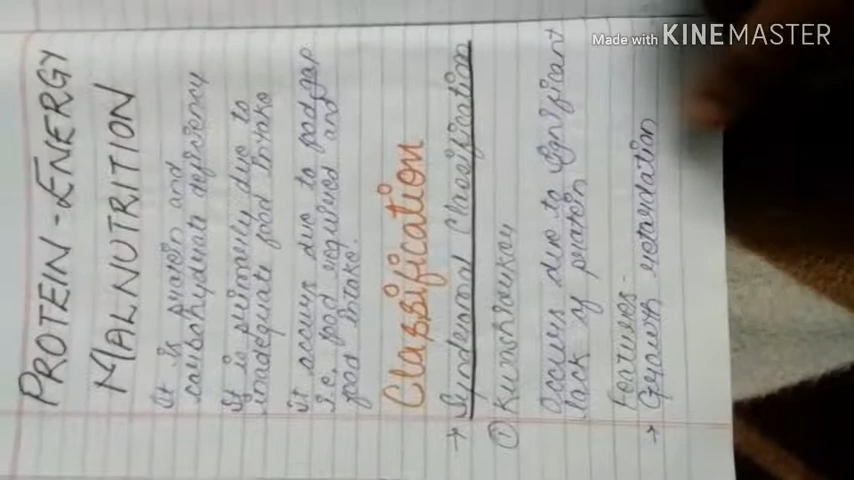 Made with KINEMASTER
PROTEIN-ENERGY
MALNUTRITION
It is protein and
carbohydrate deficiency
It is primarily due to
inadequate food intake
it occurs due to food gap
i.e. food required and
food intake.
Classification
→ Syndromal Classification
① Kwashiorkor
occurs due to significant
lack of protein
Features-
→ Growth retardation